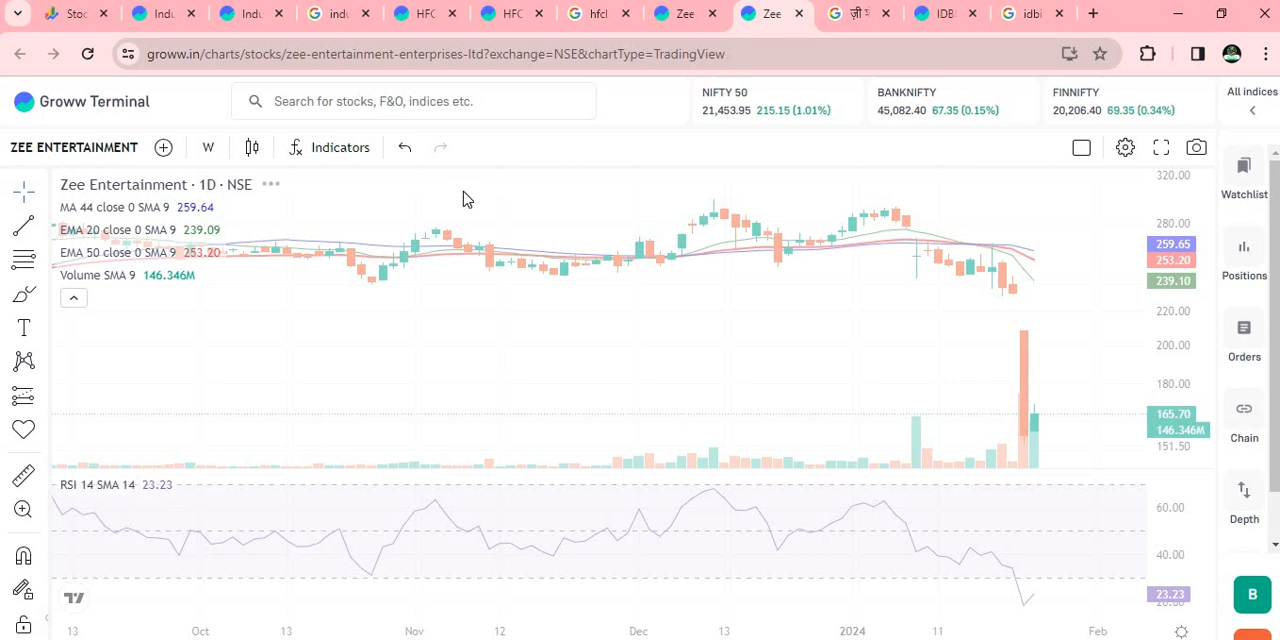 Stoc
Indu
Indu
indu
HFC
HFC
hfcl
Zee
Zee
IDBI
idbi
groww.in/charts/stocks/zee-entertainment-enterprises-ltd?exchange=NSE&chartType=TradingView
Groww Terminal
Search for stocks, F&O, indices etc.
NIFTY 50
21,453.95 215.15 (1.01%)
BANKNIFTY
45,082.40 67.35 (0.15%)
FINNIFTY
20,206.40 69.35 (0.34%)
All indices
ZEE ENTERTAINMENT
W
Indicators
Zee Entertainment · 1D · NSE
MA 44 close 0 SMA 9 259.64
EMA 20 close 0 SMA 9 239.09
EMA 50 close 0 SMA 9 253.20
Volume SMA 9 146.346M
320.00
280.00
259.65
253.20
239.10
220.00
200.00
180.00
165.70
146.346M
151.50
RSI 14 SMA 14 23.23
60.00
40.00
23.23
13
Oct
13
Nov
12
Dec
13
2024
11
Feb
Watchlist
Positions
Orders
Chain
Depth
B